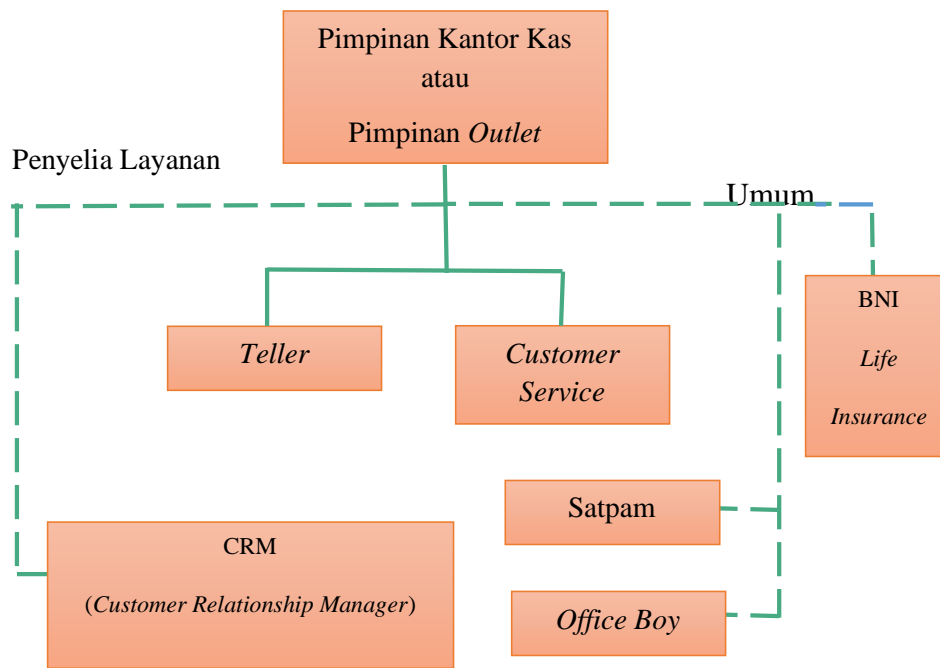 Pimpinan Kantor Kas
atau
Pimpinan Outlet
Penyelia Layanan
Umum
BNI
Life
Insurance
Teller
Customer
Service
Satpam
CRM
(Customer Relationship Manager)
Office Boy